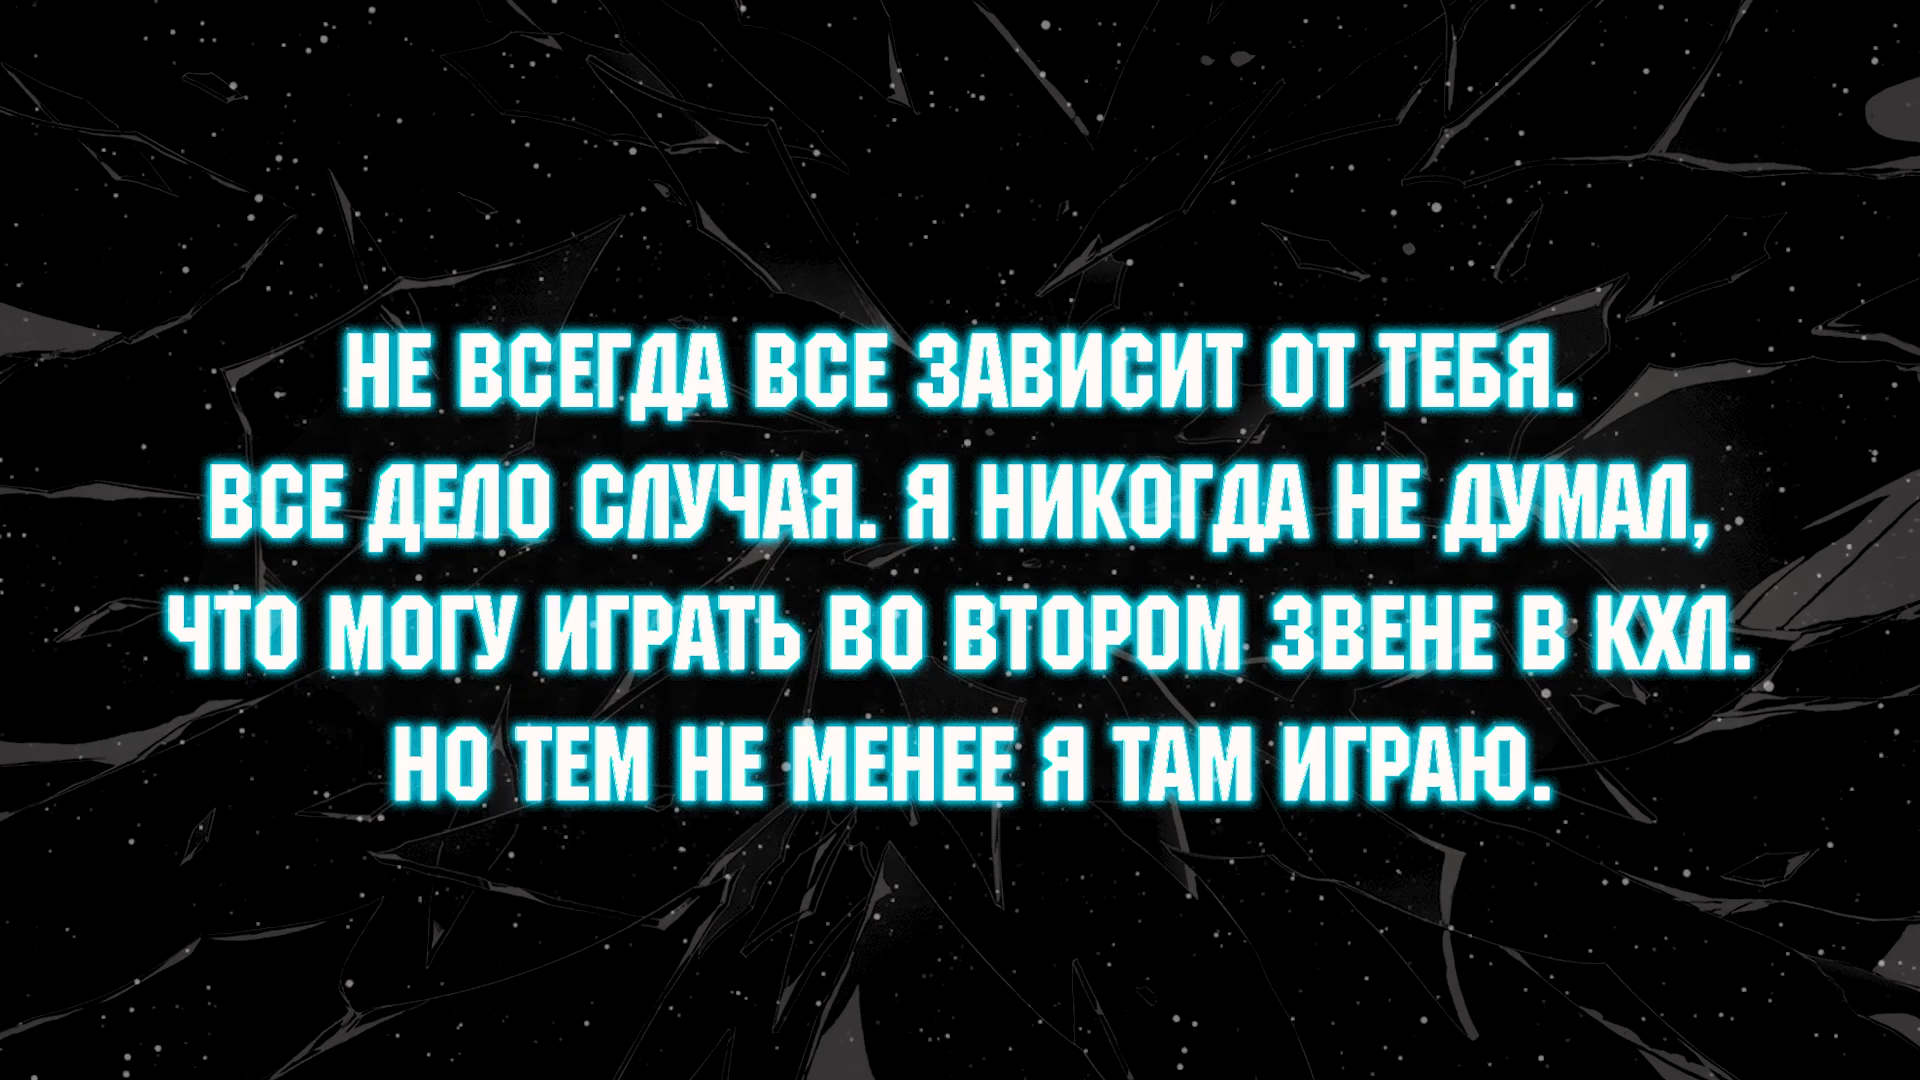 НЕ ВСЕГДА ВСЕ ЗАВИСИТ ОТ ТЕБЯ.
ВСЕ ДЕЛО СЛУЧАЯ. Я НИКОГДА НЕ ДУМАЛ,
ЧТО МОГУ ИГРАТЬ ВО ВТОРОМ ЗВЕНЕ В КХЛ.
НО ТЕМ НЕ МЕНЕЕ Я ТАМ ИГРАЮ.